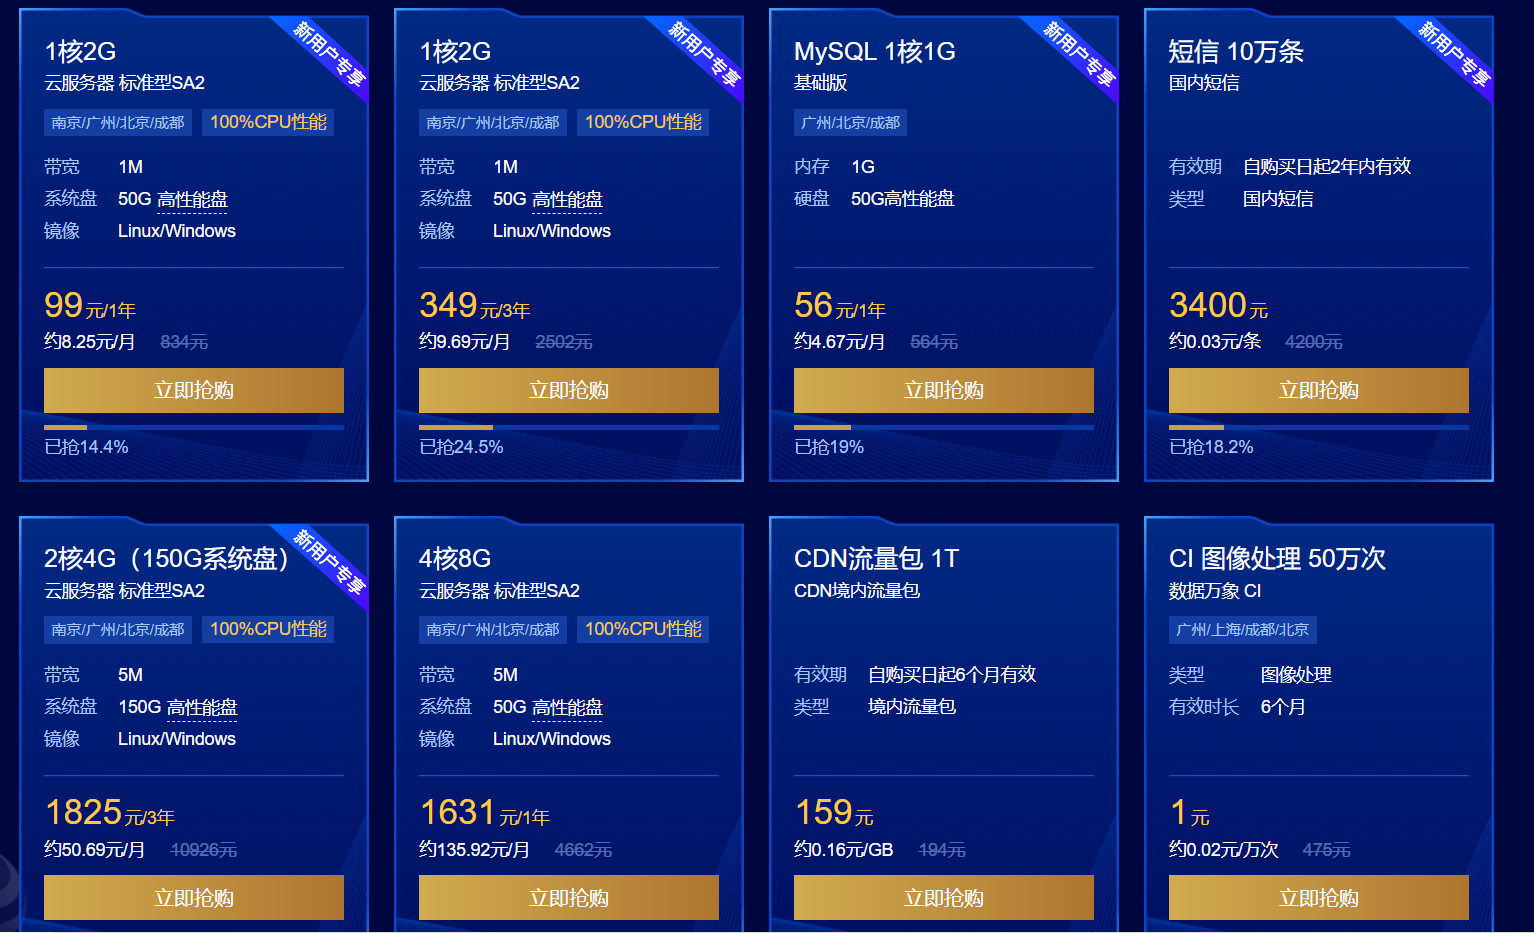 新用户专享
1核2G
云服务器 标准型SA2
南京/广州/北京/成都 100%CPU性能
带宽 1M
系统盘 50G 高性能盘
镜像 Linux/Windows
99元/1年
约8.25元/月 834元
立即抢购
已抢14.4%
新用户专享
1核2G
云服务器 标准型SA2
南京/广州/北京/成都 100%CPU性能
带宽 1M
系统盘 50G 高性能盘
镜像 Linux/Windows
349元/3年
约9.69元/月 2502元
立即抢购
已抢24.5%
新用户专享
MySQL 1核1G
基础版
广州/北京/成都
内存 1G
硬盘 50G高性能盘
56元/1年
约4.67元/月 564元
立即抢购
已抢19%
新用户专享
短信 10万条
国内短信
有效期 自购买日起2年内有效
类型 国内短信
3400元
约0.03元/条 4200元
立即抢购
已抢18.2%
新用户专享
2核4G（150G系统盘）
云服务器 标准型SA2
南京/广州/北京/成都 100%CPU性能
带宽 5M
系统盘 150G 高性能盘
镜像 Linux/Windows
1825元/3年
约50.69元/月 10926元
立即抢购
4核8G
云服务器 标准型SA2
南京/广州/北京/成都 100%CPU性能
带宽 5M
系统盘 50G 高性能盘
镜像 Linux/Windows
1631元/1年
约135.92元/月 4662元
立即抢购
CDN流量包 1T
CDN境内流量包
有效期 自购买日起6个月有效
类型 境内流量包
159元
约0.16元/GB 194元
立即抢购
CI 图像处理 50万次
数据万象 CI
广州/上海/成都/北京
类型 图像处理
有效时长 6个月
1元
约0.02元/万次 475元
立即抢购